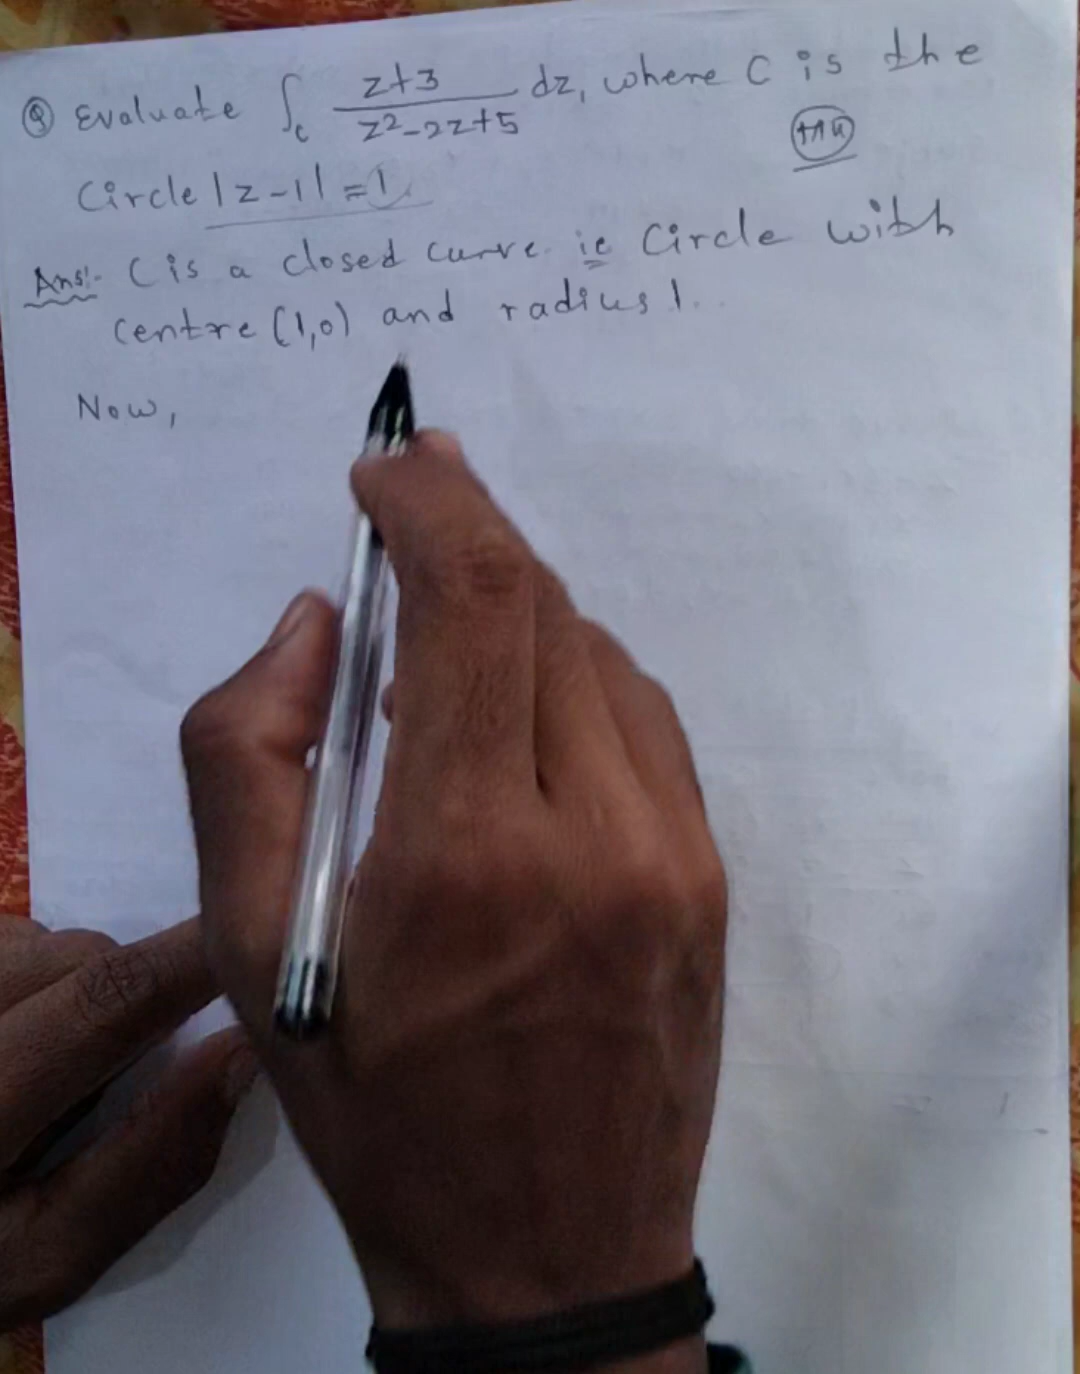 Q Evaluate ∫c z+3 / z²-2z+5 dz, where C is the
Circle |z-1| = 1
Ans:- C is a closed curve ie Circle with
Centre (1,0) and radius 1.
Now,